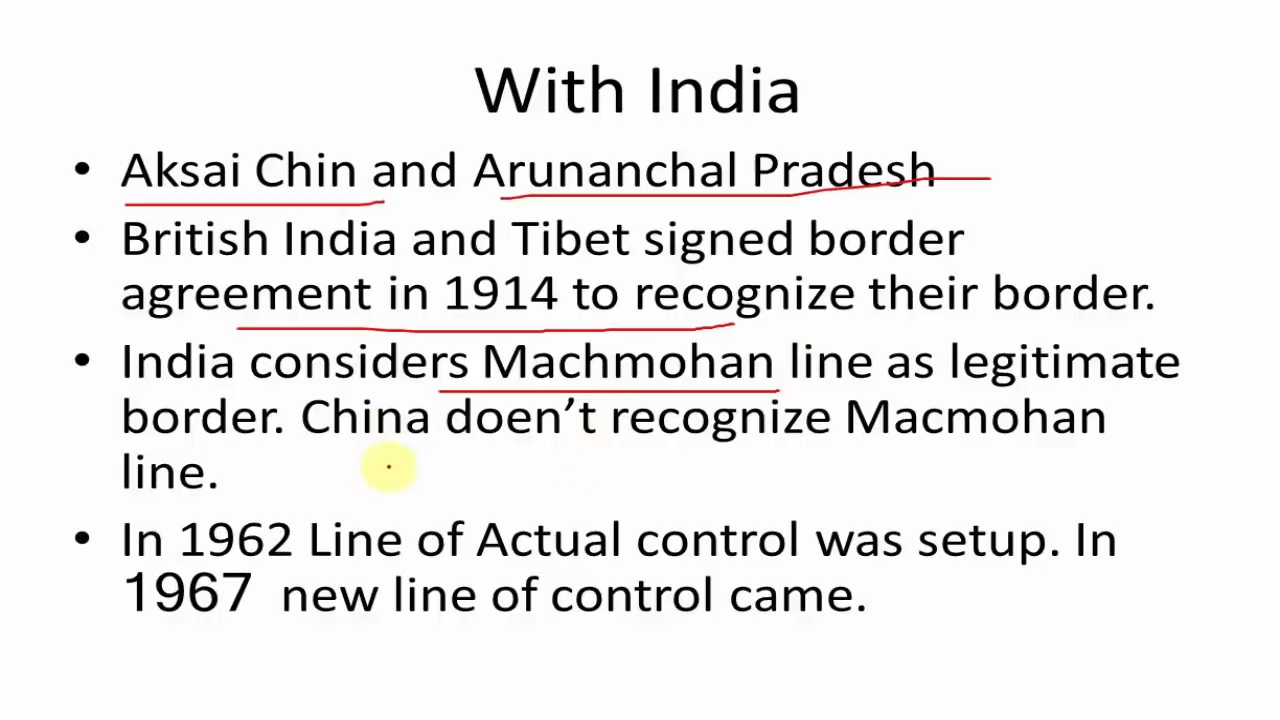 With India
• Aksai Chin and Arunanchal Pradesh
• British India and Tibet signed border
agreement in 1914 to recognize their border.
• India considers Machmohan line as legitimate
border. China doen’t recognize Macmohan
line.
• In 1962 Line of Actual control was setup. In
1967 new line of control came.